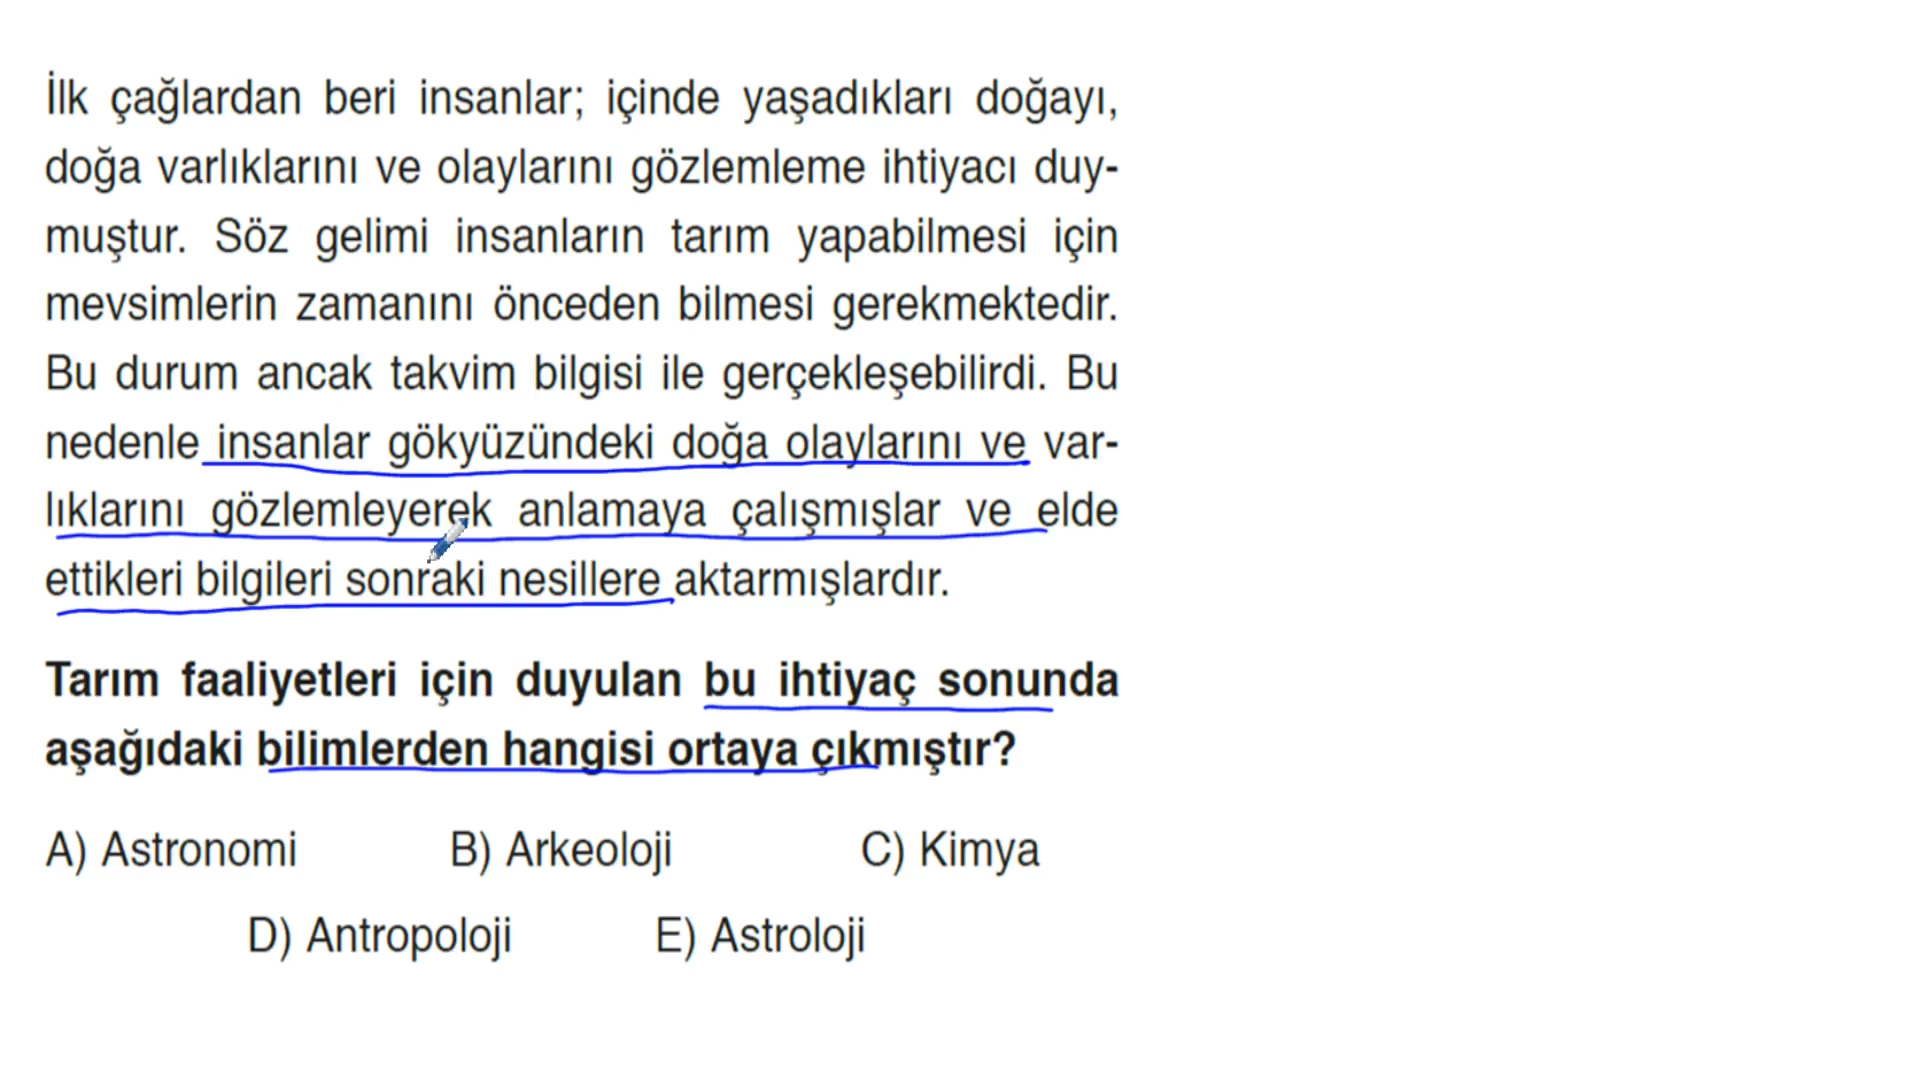 İlk çağlardan beri insanlar; içinde yaşadıkları doğayı,
doğa varlıklarını ve olaylarını gözlemleme ihtiyacı duy-
muştur. Söz gelimi insanların tarım yapabilmesi için
mevsimlerin zamanını önceden bilmesi gerekmektedir.
Bu durum ancak takvim bilgisi ile gerçekleşebilirdi. Bu
nedenle insanlar gökyüzündeki doğa olaylarını ve var-
lıklarını gözlemleyerek anlamaya çalışmışlar ve elde
ettikleri bilgileri sonraki nesillere aktarmışlardır.
Tarım faaliyetleri için duyulan bu ihtiyaç sonunda
aşağıdaki bilimlerden hangisi ortaya çıkmıştır?
A) Astronomi B) Arkeoloji C) Kimya
D) Antropoloji E) Astroloji